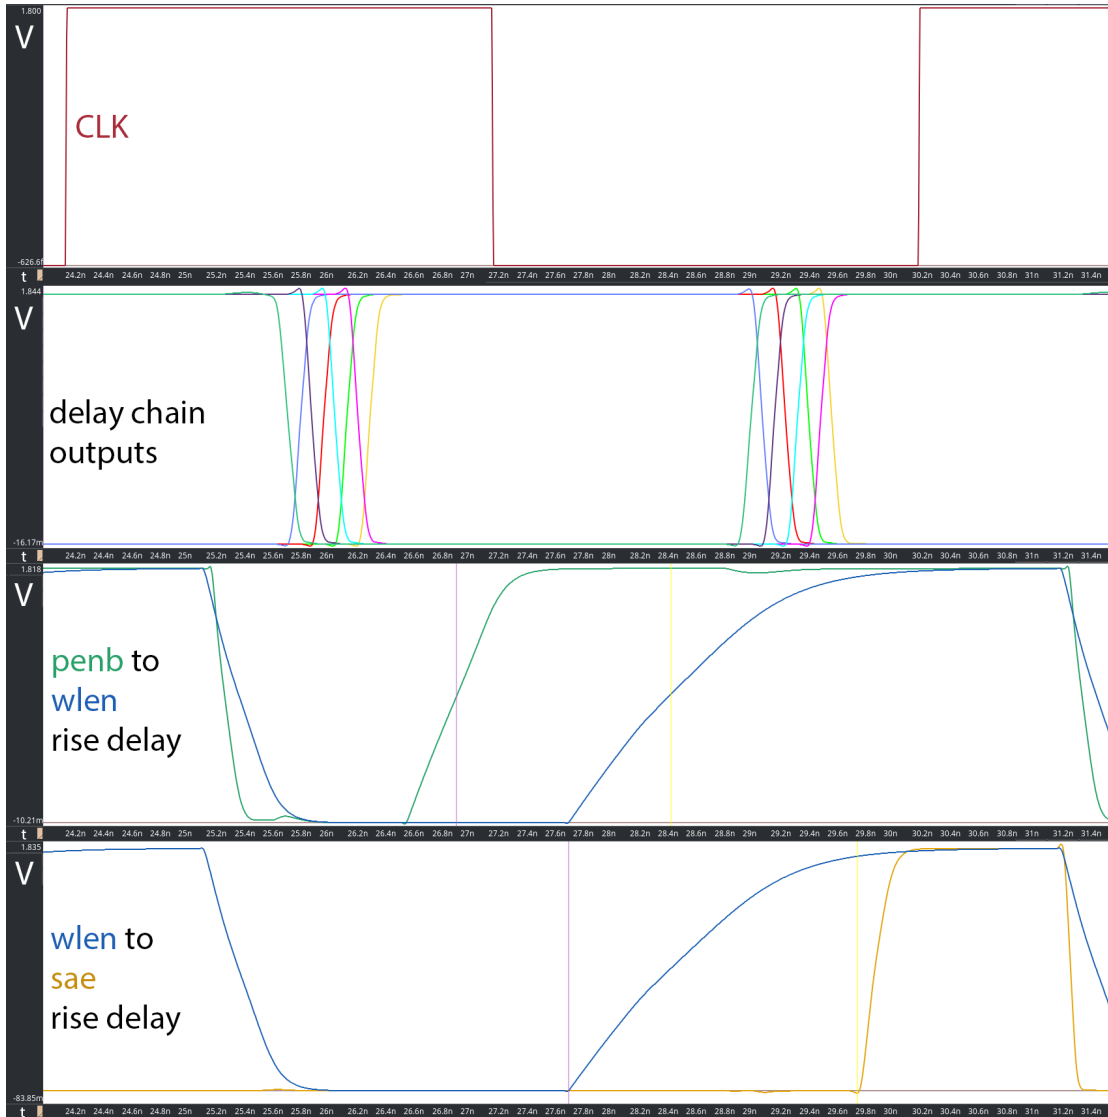 1.800
V
CLK
-626.6f
t 24.2n 24.4n 24.6n 24.8n 25n 25.2n 25.4n 25.6n 25.8n 26n 26.2n 26.4n 26.6n 26.8n 27n 27.2n 27.4n 27.6n 27.8n 28n 28.2n 28.4n 28.6n 28.8n 29n 29.2n 29.4n 29.6n 29.8n 30n 30.2n 30.4n 30.6n 30.8n 31n 31.2n 31.4n
1.844
V
delay chain
outputs
-16.17m
t 24.2n 24.4n 24.6n 24.8n 25n 25.2n 25.4n 25.6n 25.8n 26n 26.2n 26.4n 26.6n 26.8n 27n 27.2n 27.4n 27.6n 27.8n 28n 28.2n 28.4n 28.6n 28.8n 29n 29.2n 29.4n 29.6n 29.8n 30n 30.2n 30.4n 30.6n 30.8n 31n 31.2n 31.4n
1.818
V
penb to
wlen
rise delay
-10.21m
t 24.2n 24.4n 24.6n 24.8n 25n 25.2n 25.4n 25.6n 25.8n 26n 26.2n 26.4n 26.6n 26.8n 27n 27.2n 27.4n 27.6n 27.8n 28n 28.2n 28.4n 28.6n 28.8n 29n 29.2n 29.4n 29.6n 29.8n 30n 30.2n 30.4n 30.6n 30.8n 31n 31.2n 31.4n
1.835
V
wlen to
sae
rise delay
-83.85m
t 24.2n 24.4n 24.6n 24.8n 25n 25.2n 25.4n 25.6n 25.8n 26n 26.2n 26.4n 26.6n 26.8n 27n 27.2n 27.4n 27.6n 27.8n 28n 28.2n 28.4n 28.6n 28.8n 29n 29.2n 29.4n 29.6n 29.8n 30n 30.2n 30.4n 30.6n 30.8n 31n 31.2n 31.4n